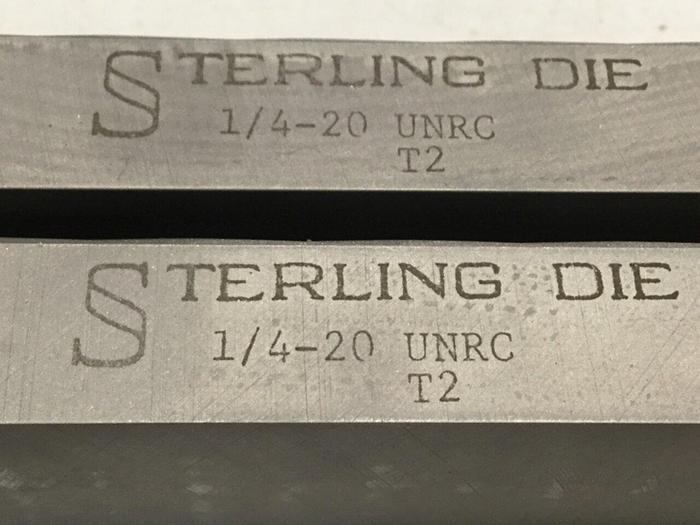 STERLING DIE
1/4-20 UNRC
T2
STERLING DIE
1/4-20 UNRC
T2